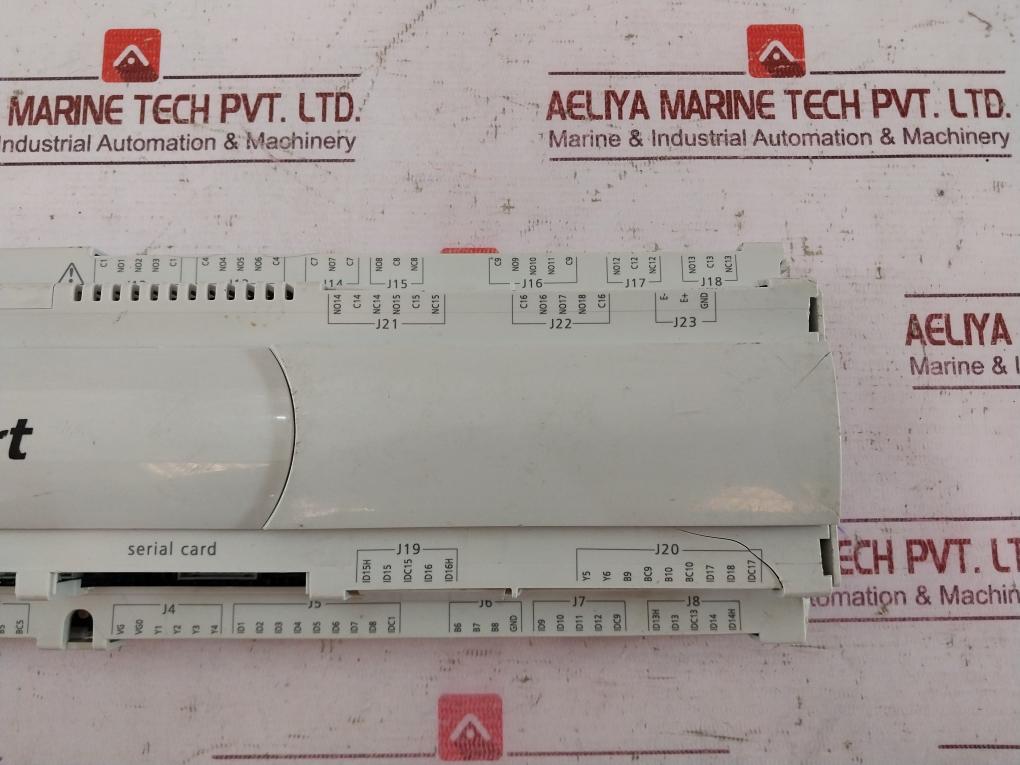 MARINE TECH PVT. LTD.
Industrial Automation & Machinery
AELIYA MARINE TECH PVT. LTD.
Marine & Industrial Automation & Machinery
C1 NO1 NO2 NO3 C1
C4 NO4 NO5 NO6 C4
C7 NO7 C7
NO8 C8 NC8
C9 NO9 NO10 NO11 C9
NO12 C12 NC12
NO13 C13 NC13
J14
J15
J16
J17
J18
NO14 C14 NC14 NO15 C15 NC15
C16 NO16 NO17 NO18 C16
E- E+ GND
J21
J22
J23
AELIYA
Marine & I
rt
serial card
J19
J20
ID15H ID15 IDC15 ID16 ID16H
Y5 Y6 B9 BC9 B10 BC10 ID17 ID18 IDC17
ECH PVT. LT
tomation & Mac
J4
J5
J6
J7
J8
B5 BC5
VG VG0 Y1 Y2 Y3 Y4
ID1 ID2 ID3 ID4 ID5 ID6 ID7 ID8 IDC1
B6 B7 B8 GND
ID9 ID10 ID11 ID12 IDC9
ID13H ID13 IDC13 ID14 ID14H